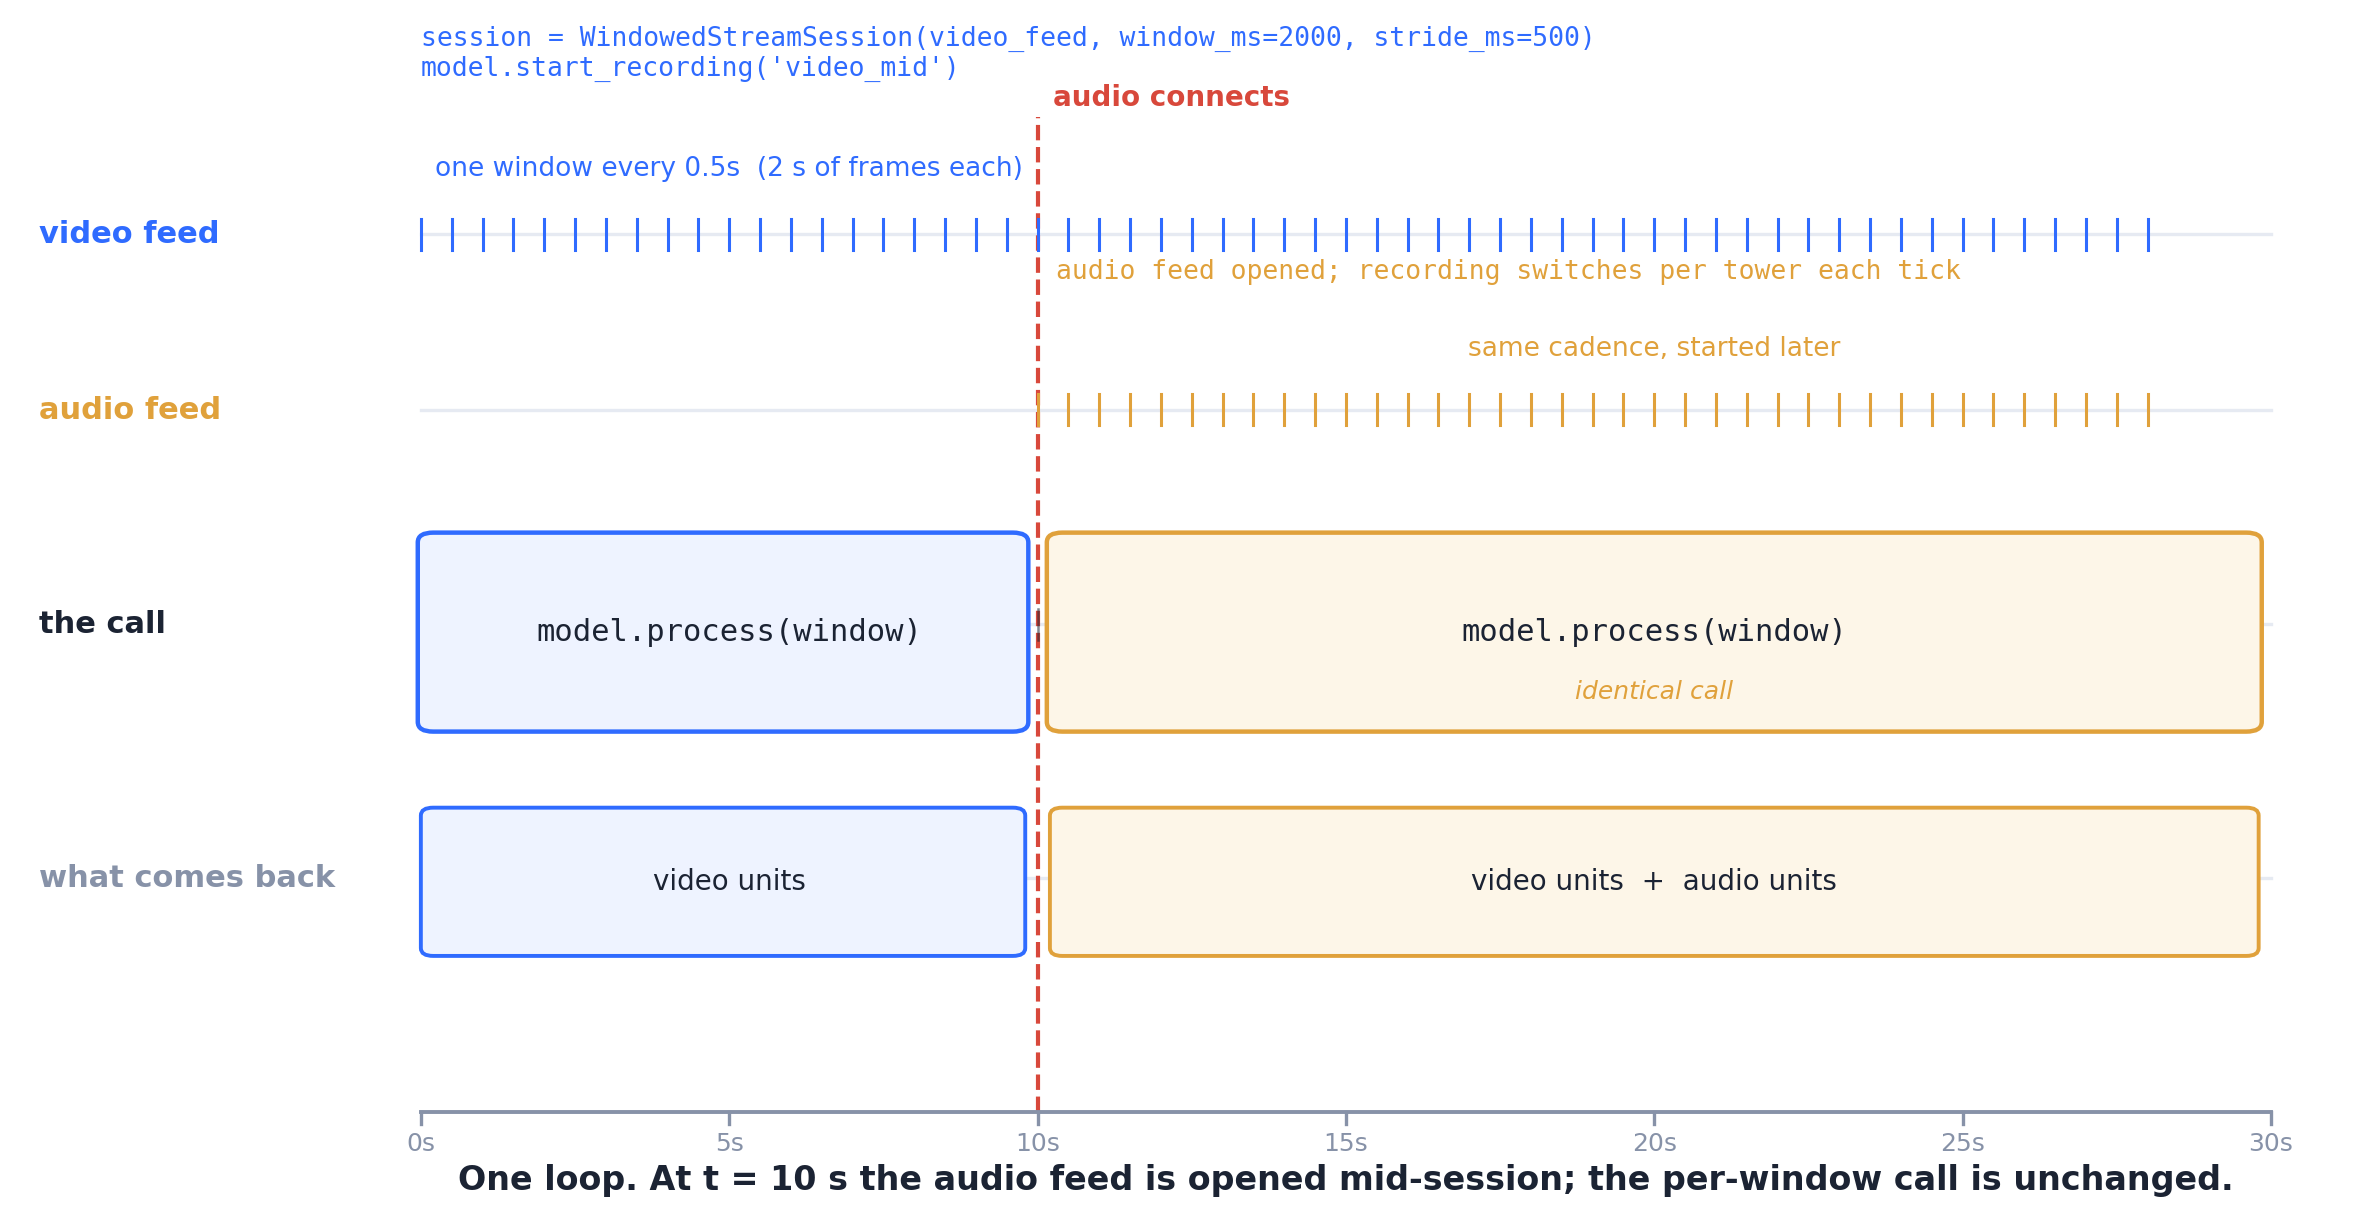 session = WindowedStreamSession(video_feed, window_ms=2000, stride_ms=500)
model.start_recording('video_mid')
audio connects
one window every 0.5s  (2 s of frames each)
video feed
audio feed opened; recording switches per tower each tick
same cadence, started later
audio feed
the call
model.process(window)
model.process(window)
identical call
what comes back
video units
video units  +  audio units
0s
5s
10s
15s
20s
25s
30s
One loop. At t = 10 s the audio feed is opened mid-session; the per-window call is unchanged.